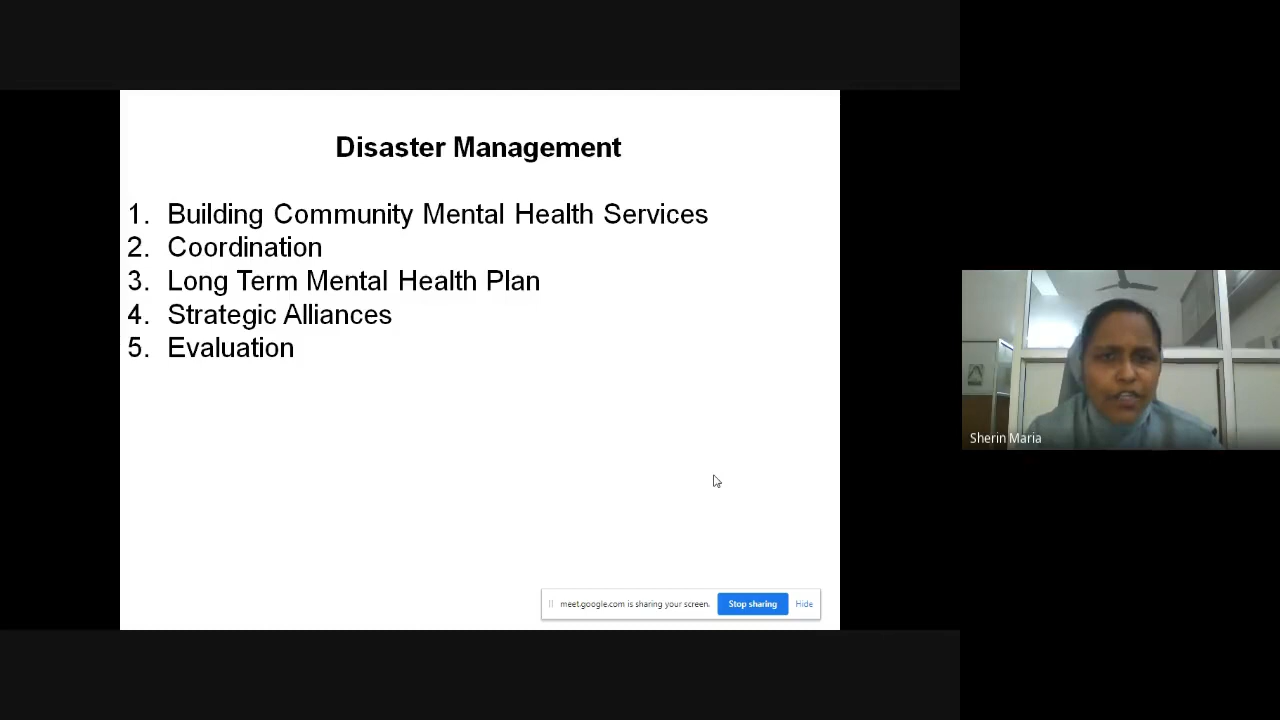 Disaster Management
1. Building Community Mental Health Services
2. Coordination
3. Long Term Mental Health Plan
4. Strategic Alliances
5. Evaluation
Sherin Maria
meet.google.com is sharing your screen. Stop sharing Hide